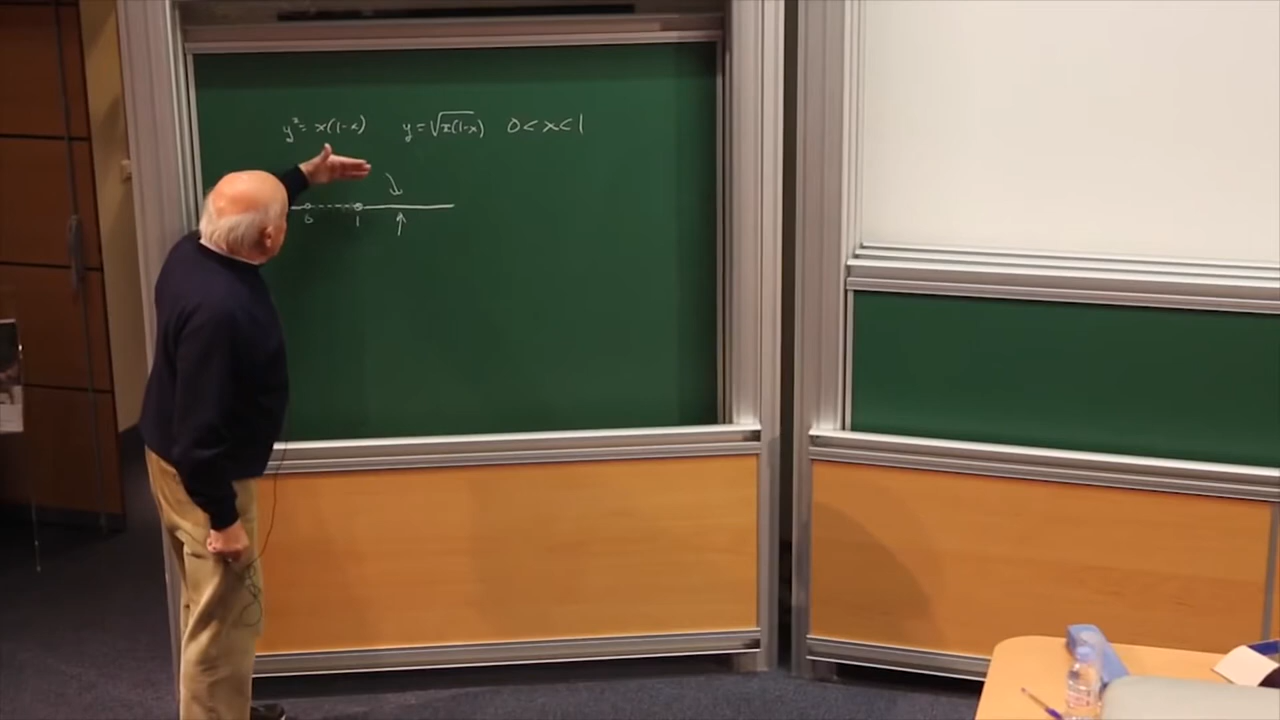 y² = x(1-x) y = √x(1-x) 0 < x < 1
0 1